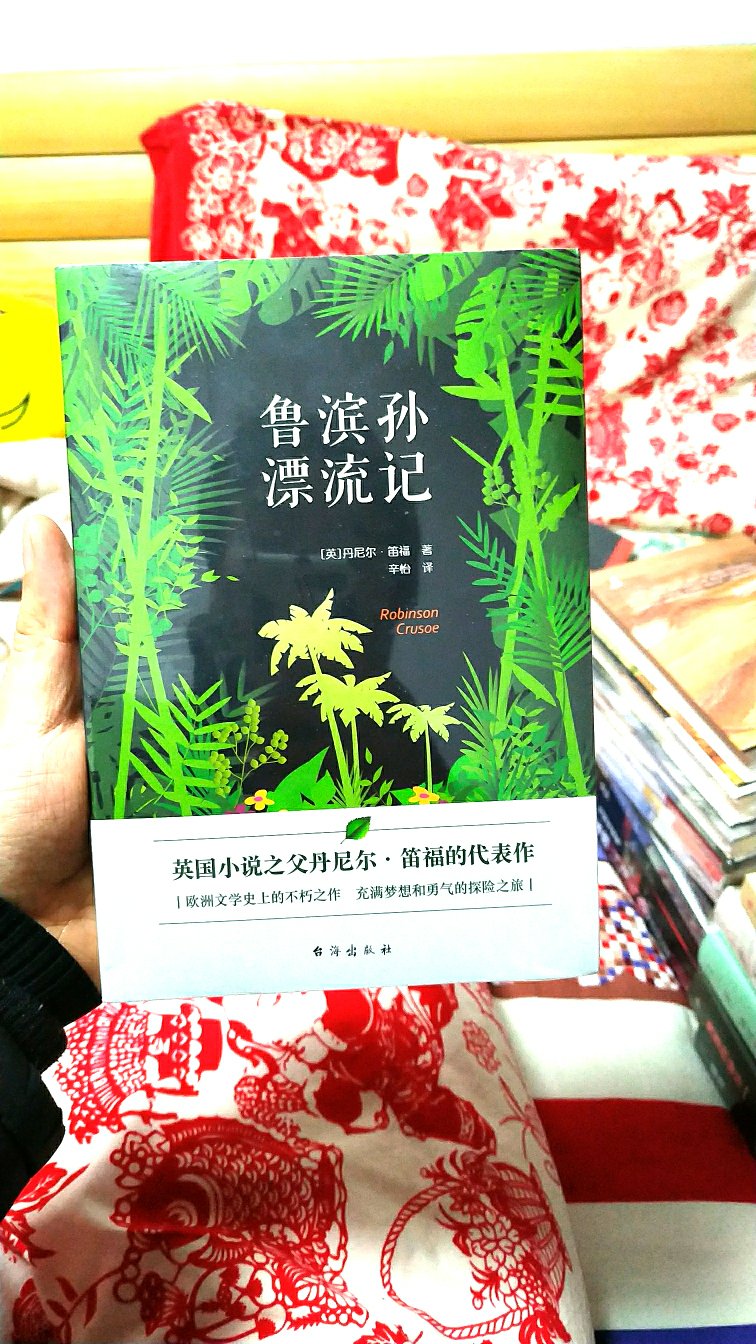 鲁滨孙
漂流记
[英]丹尼尔·笛福 著
辛怡 译
Robinson
Crusoe
英国小说之父丹尼尔·笛福的代表作
|欧洲文学史上的不朽之作 充满梦想和勇气的探险之旅|
台海出版社